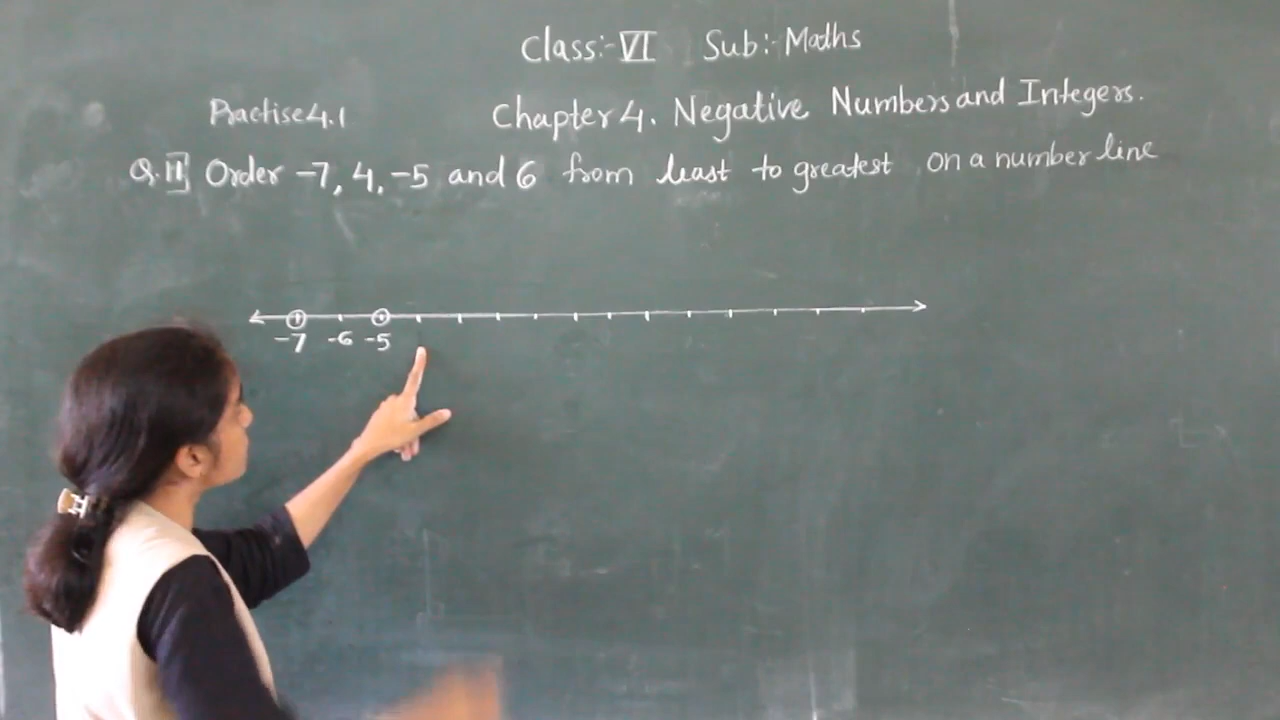 Class:- VI Sub:- Maths
Practise 4.1 Chapter 4. Negative Numbers and Integers.
Q.11] Order -7, 4, -5 and 6 from least to greatest on a number line
-7 -6 -5